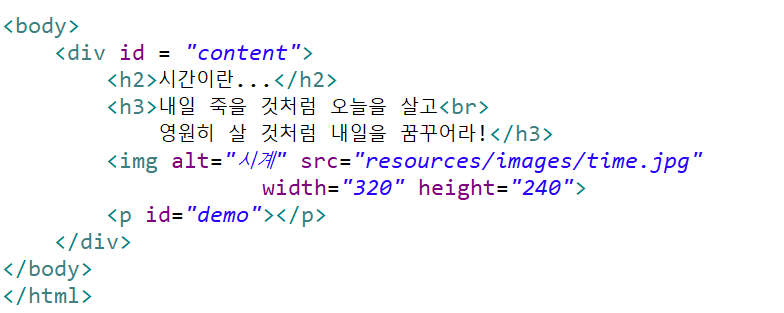 <body>
    <div id = "content">
        <h2>시간이란...</h2>
        <h3>내일 죽을 것처럼 오늘을 살고<br>
            영원히 살 것처럼 내일을 꿈꾸어라!</h3>
        <img alt="시계" src="resources/images/time.jpg"
                    width="320" height="240">
        <p id="demo"></p>
    </div>
</body>
</html>